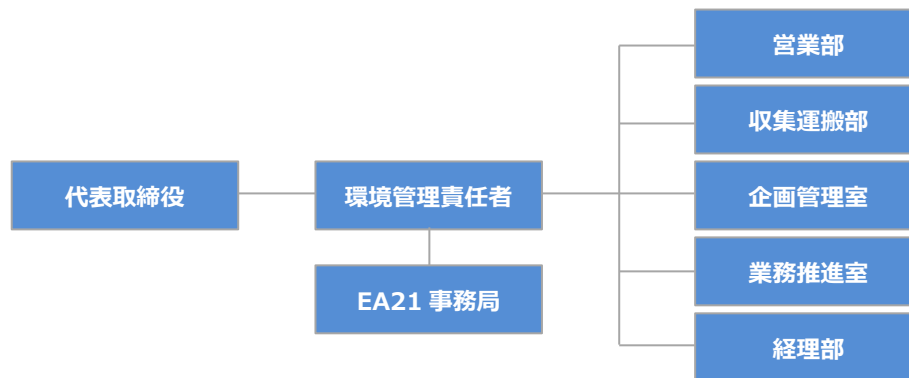 代表取締役
環境管理責任者
EA21 事務局
営業部
収集運搬部
企画管理室
業務推進室
経理部